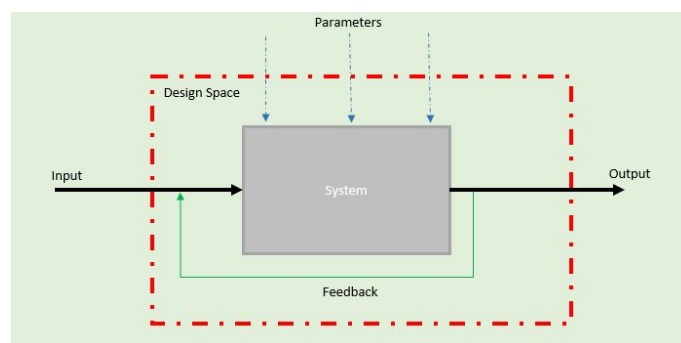 Parameters
Design Space
Input
System
Output
Feedback